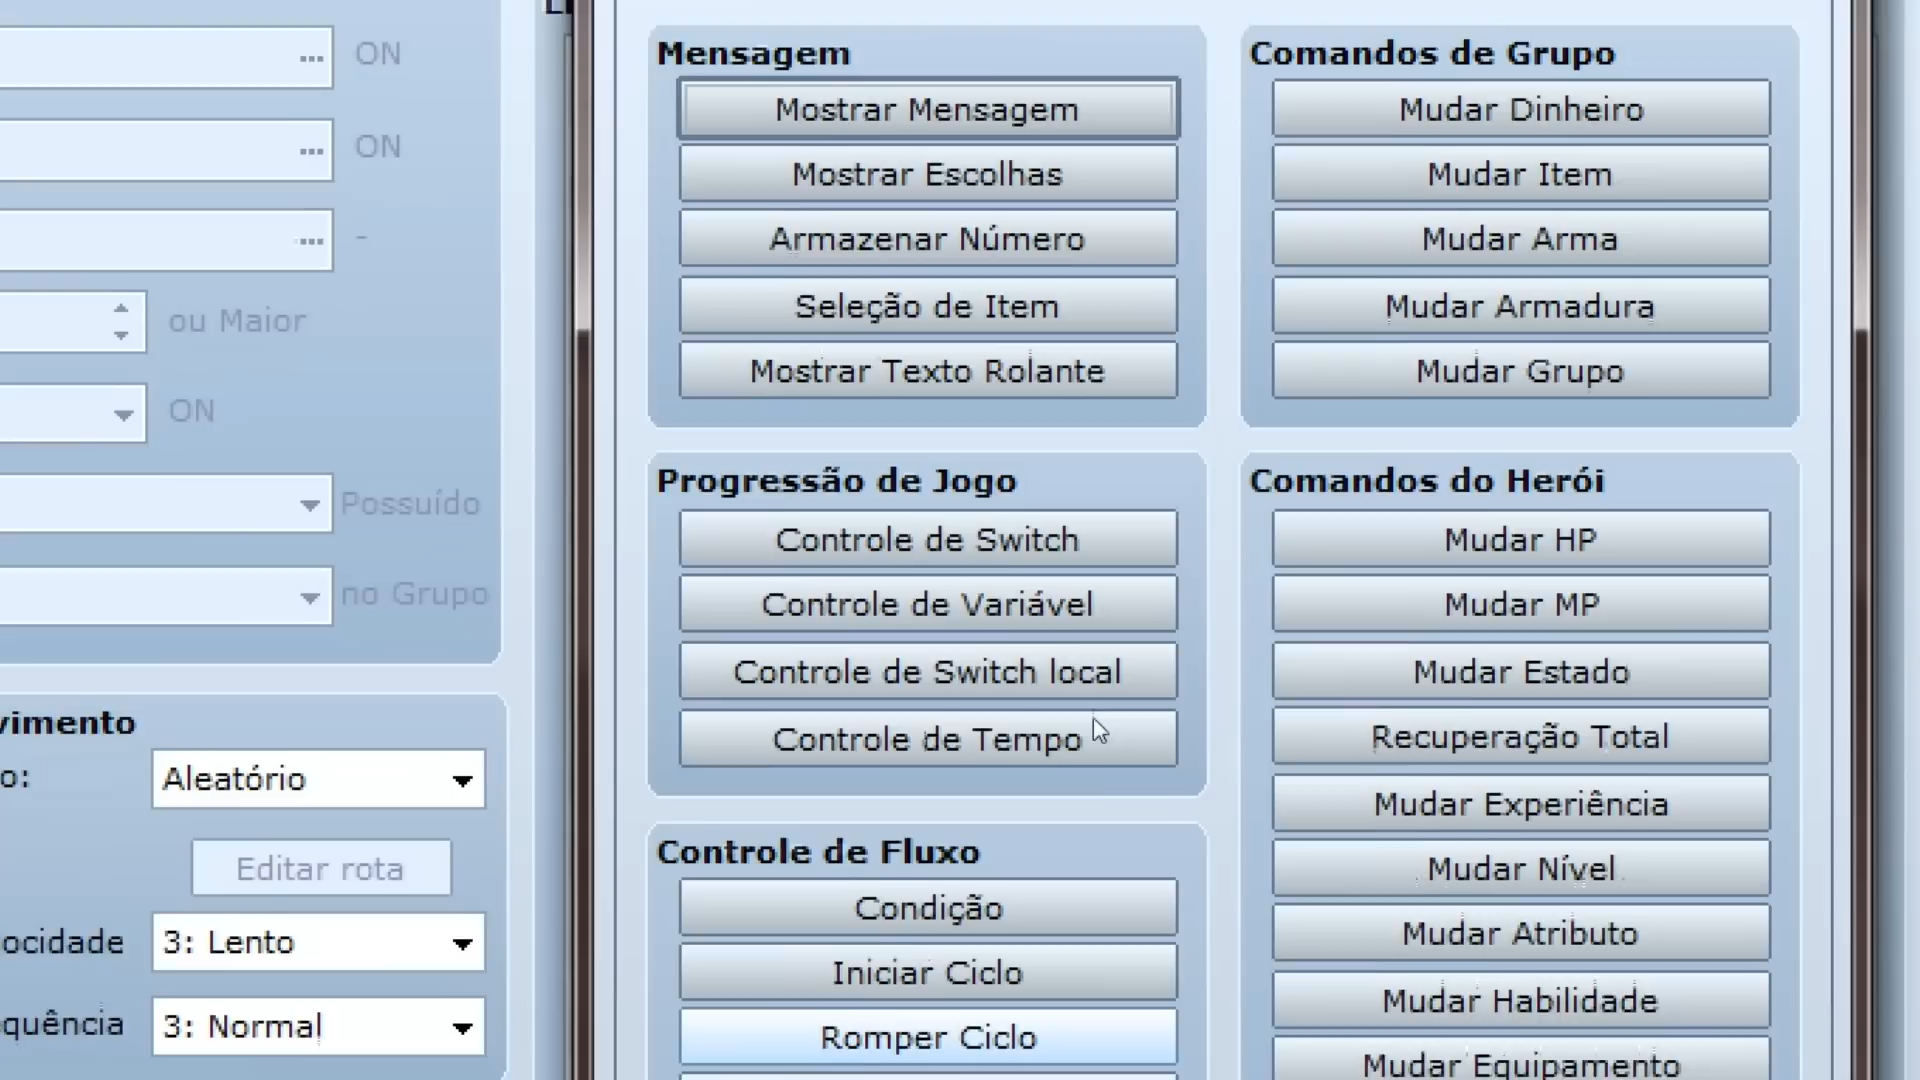 ON
ON
-
ou Maior
ON
Possuído
no Grupo
vimento
o:
Aleatório
Editar rota
ocidade
3: Lento
quência
3: Normal
Mensagem
Mostrar Mensagem
Mostrar Escolhas
Armazenar Número
Seleção de Item
Mostrar Texto Rolante
Progressão de Jogo
Controle de Switch
Controle de Variável
Controle de Switch local
Controle de Tempo
Controle de Fluxo
Condição
Iniciar Ciclo
Romper Ciclo
Comandos de Grupo
Mudar Dinheiro
Mudar Item
Mudar Arma
Mudar Armadura
Mudar Grupo
Comandos do Herói
Mudar HP
Mudar MP
Mudar Estado
Recuperação Total
Mudar Experiência
Mudar Nível
Mudar Atributo
Mudar Habilidade
Mudar Equipamento